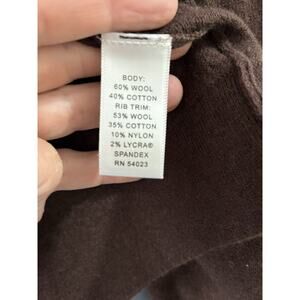 BODY:
60% WOOL
40% COTTON
RIB TRIM:
53% WOOL
35% COTTON
10% NYLON
2% LYCRA®
SPANDEX
RN 54023